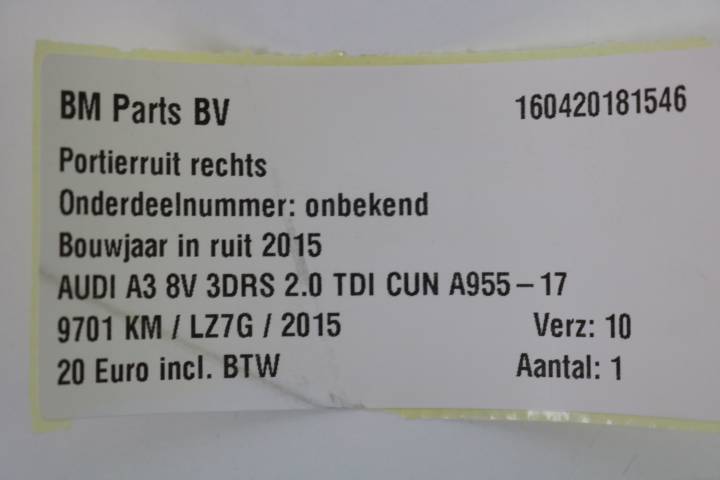 BM Parts BV 160420181546
Portierruit rechts
Onderdeelnummer: onbekend
Bouwjaar in ruit 2015
AUDI A3 8V 3DRS 2.0 TDI CUN A955-17
9701 KM / LZ7G / 2015 Verz: 10
20 Euro incl. BTW Aantal: 1